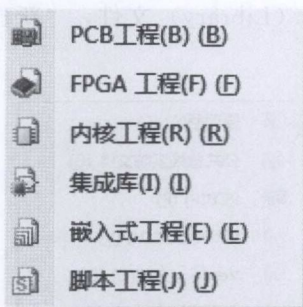 PCB工程(B) (B)
FPGA 工程(F) (F)
内核工程(R) (R)
集成库(I) (I)
嵌入式工程(E) (E)
脚本工程(J) (J)